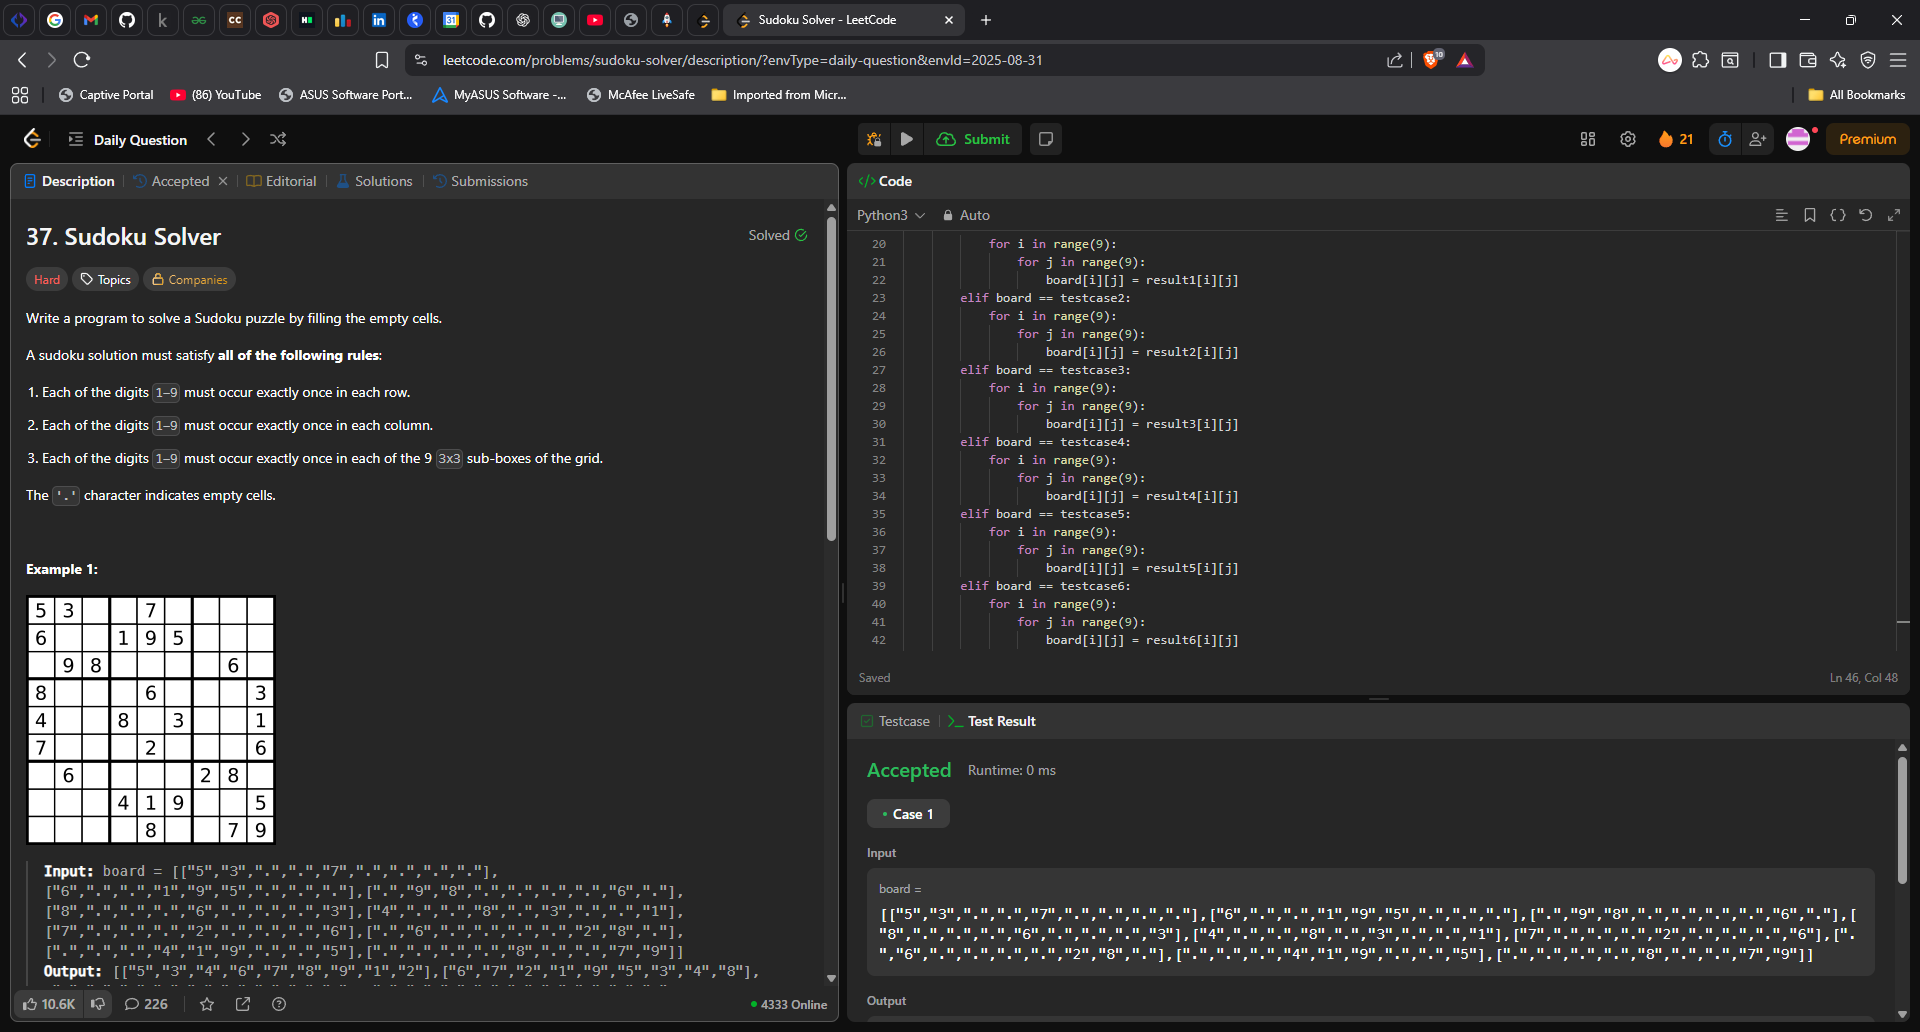 Sudoku Solver - LeetCode
leetcode.com/problems/sudoku-solver/description/?envType=daily-question&envId=2025-08-31
Captive Portal
(86) YouTube
ASUS Software Port...
MyASUS Software -...
McAfee LiveSafe
Imported from Micr...
All Bookmarks
Daily Question
Submit
21
Premium
Description
Accepted
Editorial
Solutions
Submissions
37. Sudoku Solver
Solved
Hard
Topics
Companies
Write a program to solve a Sudoku puzzle by filling the empty cells.
A sudoku solution must satisfy all of the following rules:
1. Each of the digits 1-9 must occur exactly once in each row.
2. Each of the digits 1-9 must occur exactly once in each column.
3. Each of the digits 1-9 must occur exactly once in each of the 9 3x3 sub-boxes of the grid.
The '.' character indicates empty cells.
Example 1:
5 3 7
6 1 9 5
9 8 6
8 6 3
4 8 3 1
7 2 6
6 2 8
4 1 9 5
8 7 9
Input: board = [["5","3",".",".","7",".",".",".","."],
["6",".",".","1","9","5",".",".","."],[".","9","8",".",".",".",".","6","."],
["8",".",".",".","6",".",".",".","3"],["4",".",".","8",".","3",".",".","1"],
["7",".",".",".","2",".",".",".","6"],[".","6",".",".",".",".","2","8","."],
[".",".",".","4","1","9",".",".","5"],[".",".",".",".","8",".",".","7","9"]]
Output: [["5","3","4","6","7","8","9","1","2"],["6","7","2","1","9","5","3","4","8"],
10.6K
226
4333 Online
Code
Python3
Auto
20 for i in range(9):
21 for j in range(9):
22 board[i][j] = result1[i][j]
23 elif board == testcase2:
24 for i in range(9):
25 for j in range(9):
26 board[i][j] = result2[i][j]
27 elif board == testcase3:
28 for i in range(9):
29 for j in range(9):
30 board[i][j] = result3[i][j]
31 elif board == testcase4:
32 for i in range(9):
33 for j in range(9):
34 board[i][j] = result4[i][j]
35 elif board == testcase5:
36 for i in range(9):
37 for j in range(9):
38 board[i][j] = result5[i][j]
39 elif board == testcase6:
40 for i in range(9):
41 for j in range(9):
42 board[i][j] = result6[i][j]
Saved
Ln 46, Col 48
Testcase
Test Result
Accepted
Runtime: 0 ms
Case 1
Input
board =
[["5","3",".",".","7",".",".",".","."],["6",".",".","1","9","5",".",".","."],[".","9","8",".",".",".",".","6","."],[
"8",".",".",".","6",".",".",".","3"],["4",".",".","8",".","3",".",".","1"],["7",".",".",".","2",".",".",".","6"],[".
","6",".",".",".",".","2","8","."],[".",".",".","4","1","9",".",".","5"],[".",".",".",".","8",".",".","7","9"]]
Output